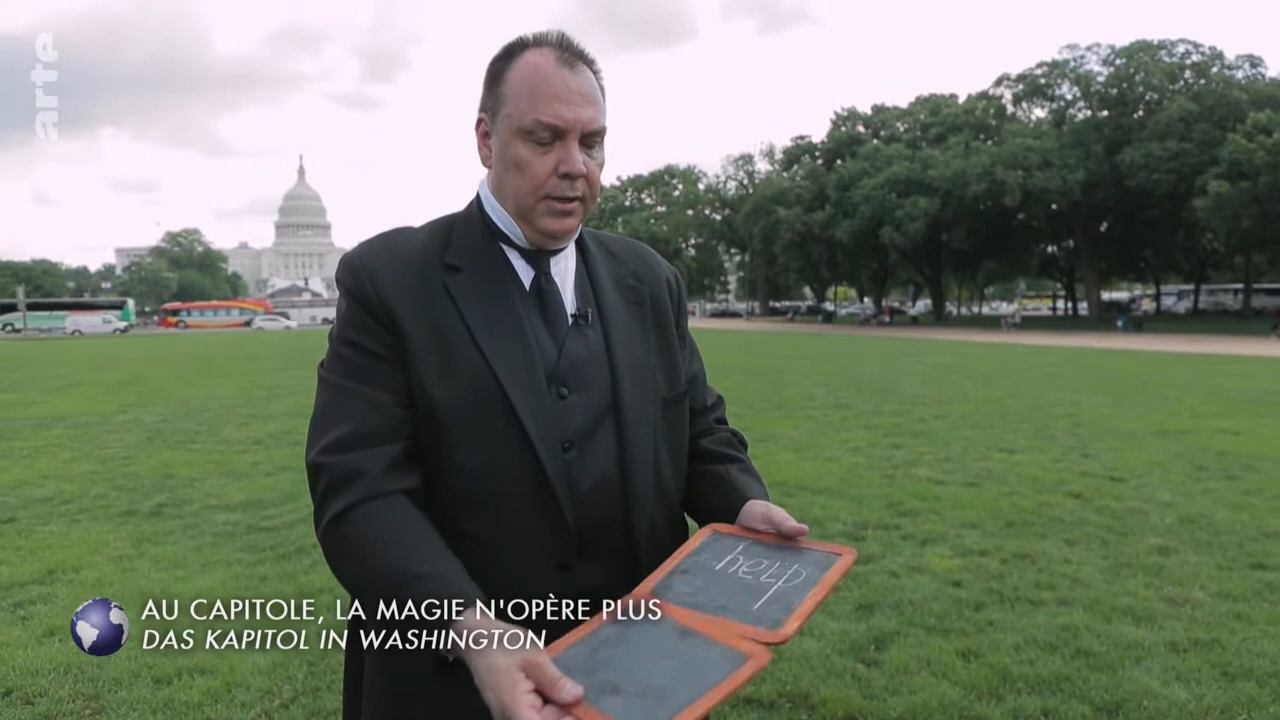 arte
help
AU CAPITOLE, LA MAGIE N'OPÈRE PLUS
DAS KAPITOL IN WASHINGTON